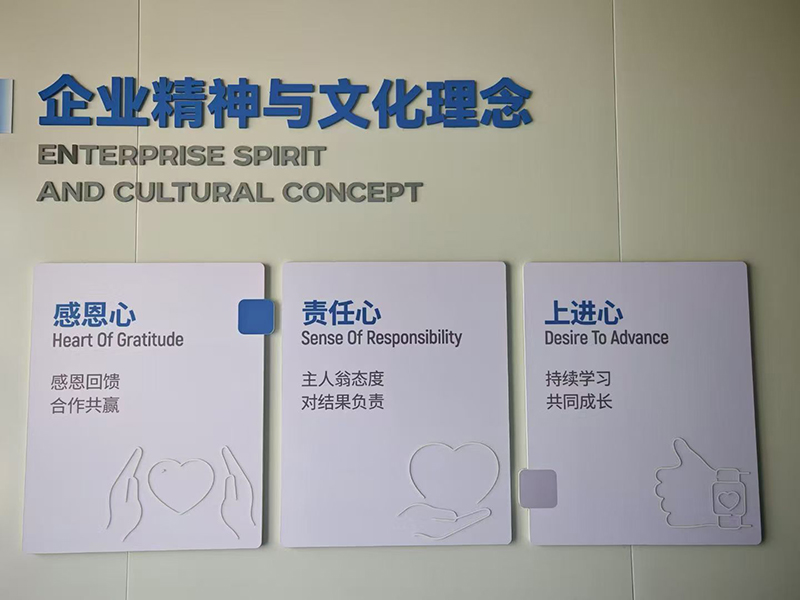 企业精神与文化理念
ENTERPRISE SPIRIT
AND CULTURAL CONCEPT
感恩心
Heart Of Gratitude
感恩回馈
合作共赢
责任心
Sense Of Responsibility
主人翁态度
对结果负责
上进心
Desire To Advance
持续学习
共同成长